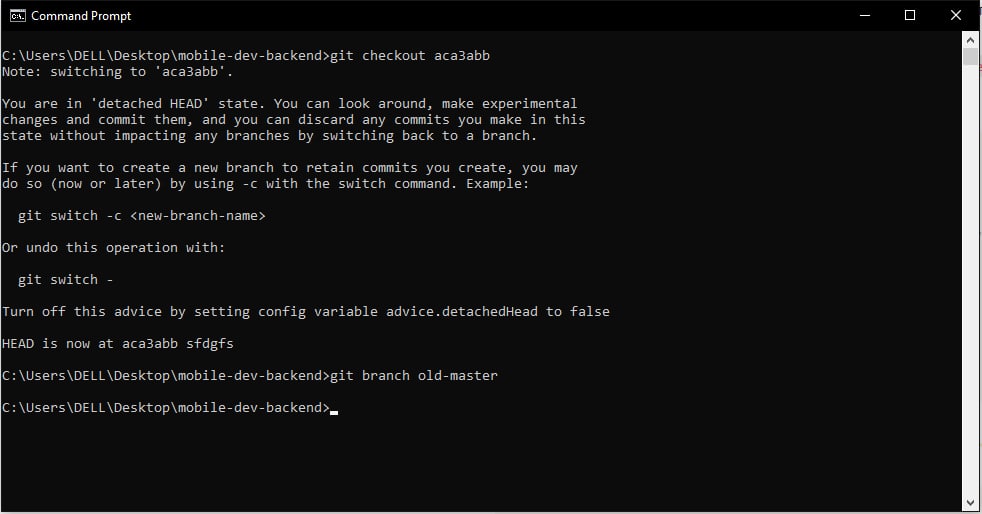 Command Prompt
C:\Users\DELL\Desktop\mobile-dev-backend>git checkout aca3abb
Note: switching to 'aca3abb'.
You are in 'detached HEAD' state. You can look around, make experimental
changes and commit them, and you can discard any commits you make in this
state without impacting any branches by switching back to a branch.
If you want to create a new branch to retain commits you create, you may
do so (now or later) by using -c with the switch command. Example:
git switch -c <new-branch-name>
Or undo this operation with:
git switch -
Turn off this advice by setting config variable advice.detachedHead to false
HEAD is now at aca3abb sfdgfs
C:\Users\DELL\Desktop\mobile-dev-backend>git branch old-master
C:\Users\DELL\Desktop\mobile-dev-backend>